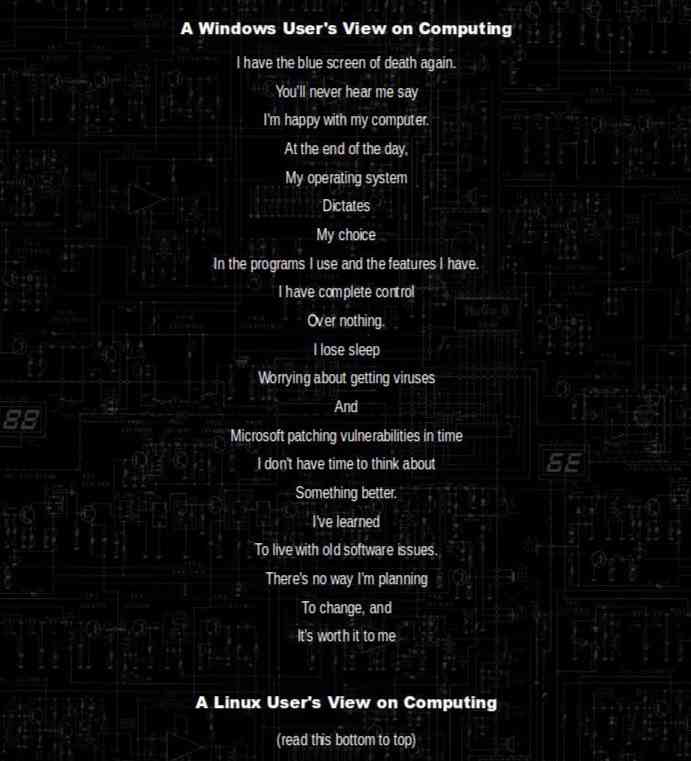 A Windows User's View on Computing
I have the blue screen of death again.
You'll never hear me say
I'm happy with my computer.
At the end of the day,
My operating system
Dictates
My choice
In the programs I use and the features I have.
I have complete control
Over nothing.
I lose sleep
Worrying about getting viruses
And
Microsoft patching vulnerabilities in time
I don't have time to think about
Something better.
I've learned
To live with old software issues.
There's no way I'm planning
To change, and
It's worth it to me
A Linux User's View on Computing
(read this bottom to top)